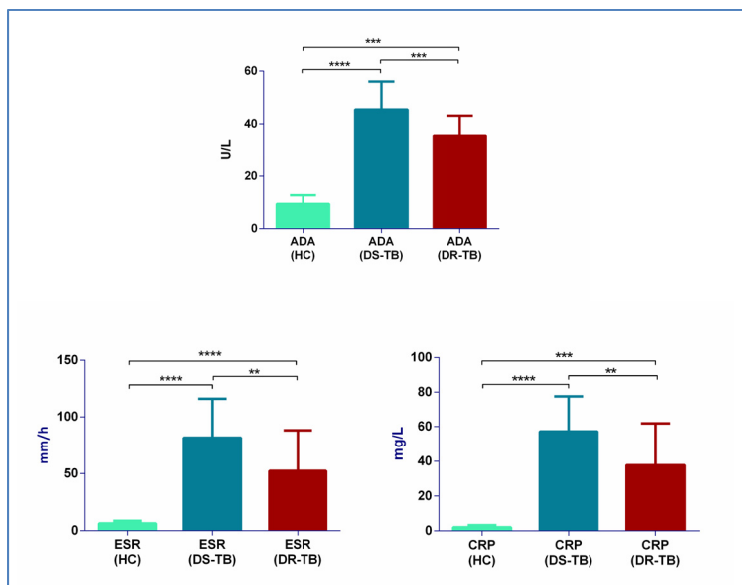 ***
**** ***
60
40
20
0
U/L
ADA ADA ADA
(HC) (DS-TB) (DR-TB)
****
**** **
150
100
50
0
mm/h
ESR ESR ESR
(HC) (DS-TB) (DR-TB)
***
**** **
100
80
60
40
20
0
mg/L
CRP CRP CRP
(HC) (DS-TB) (DR-TB)